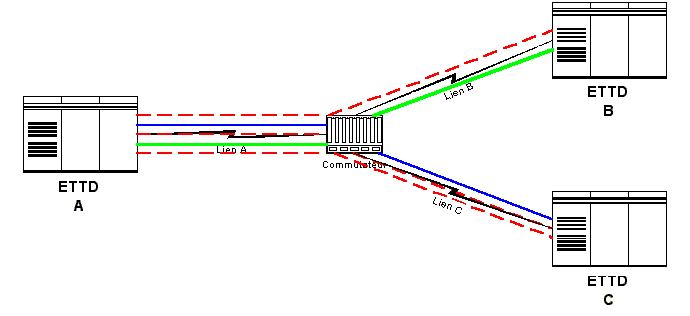 ETTD
B
Lien B
Lien A
Commutateur
ETTD
A
Lien C
ETTD
C